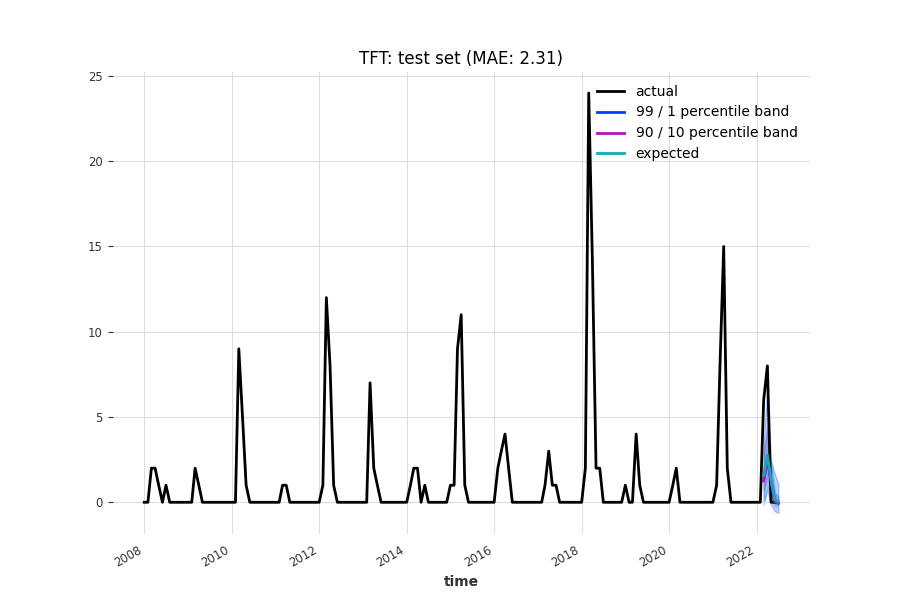 TFT: test set (MAE: 2.31)
actual
99 / 1 percentile band
90 / 10 percentile band
expected
25
20
15
10
5
0
2008
2010
2012
2014
2016
2018
2020
2022
time